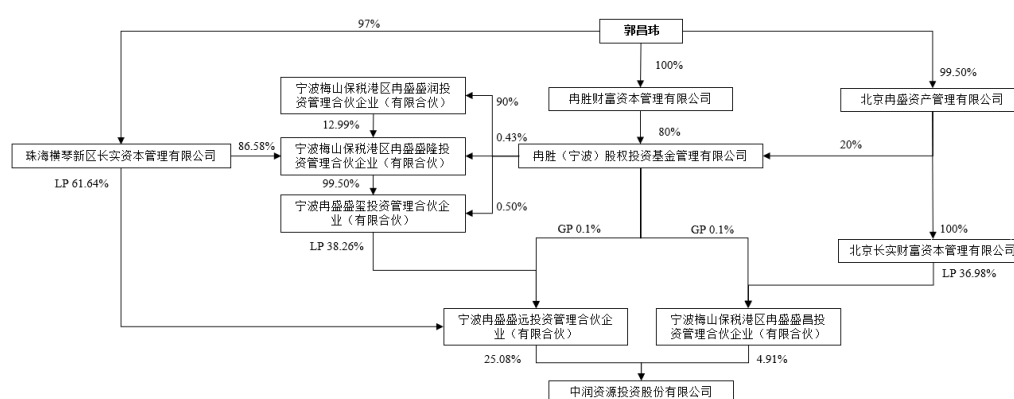 97%
郭昌玮
100%
99.50%
宁波梅山保税港区冉盛盛润投
资管理合伙企业（有限合伙）
90%
冉胜财富资本管理有限公司
北京冉盛资产管理有限公司
12.99%
0.43%
80%
20%
珠海横琴新区长实资本管理有限公司
86.58%
宁波梅山保税港区冉盛盛隆投
资管理合伙企业（有限合伙）
冉胜（宁波）股权投资基金管理有限公司
LP 61.64%
99.50%
宁波冉盛盛玺投资管理合伙企
业（有限合伙）
0.50%
LP 38.26%
GP 0.1%
GP 0.1%
100%
北京长实财富资本管理有限公司
LP 36.98%
宁波冉盛盛远投资管理合伙企
业（有限合伙）
宁波梅山保税港区冉盛盛昌投
资管理合伙企业（有限合伙）
25.08%
4.91%
中润资源投资股份有限公司